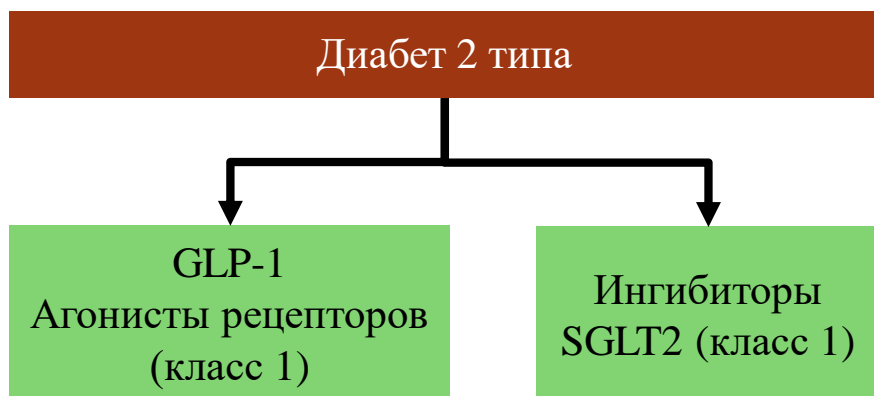 Диабет 2 типа
GLP-1
Агонисты рецепторов
(класс 1)
Ингибиторы
SGLT2 (класс 1)